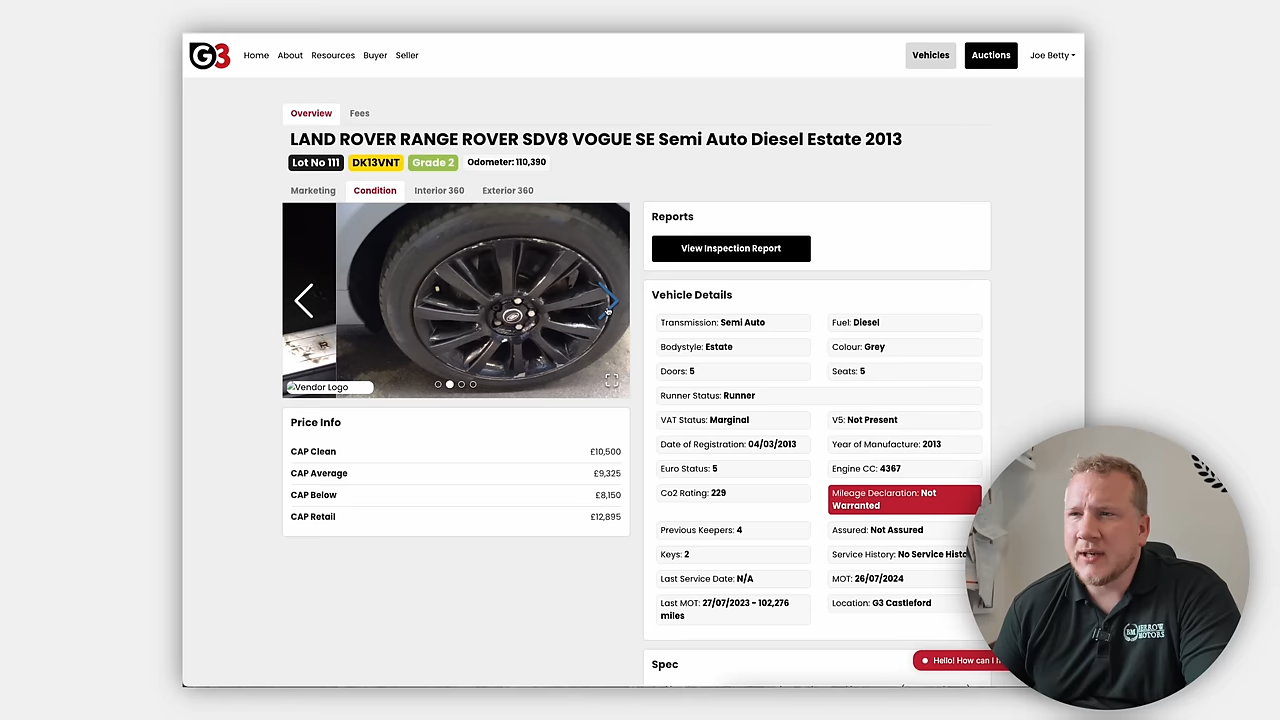 G3 Home About Resources Buyer Seller Vehicles Auctions Joe Betty
Overview Fees
LAND ROVER RANGE ROVER SDV8 VOGUE SE Semi Auto Diesel Estate 2013
Lot No 111 DK13VNT Grade 2 Odometer: 110,390
Marketing Condition Interior 360 Exterior 360
Vendor Logo
Price Info
CAP Clean £10,500
CAP Average £9,325
CAP Below £8,150
CAP Retail £12,895
Reports
View Inspection Report
Vehicle Details
Transmission: Semi Auto Fuel: Diesel
Bodystyle: Estate Colour: Grey
Doors: 5 Seats: 5
Runner Status: Runner
VAT Status: Marginal V5: Not Present
Date of Registration: 04/03/2013 Year of Manufacture: 2013
Euro Status: 5 Engine CC: 4367
Co2 Rating: 229 Mileage Declaration: Not
Warranted
Previous Keepers: 4 Assured: Not Assured
Keys: 2 Service History: No Service Histo
Last Service Date: N/A MOT: 26/07/2024
Last MOT: 27/07/2023 - 102,276 Location: G3 Castleford
miles
Spec
Hello! How can I h
MOTORS